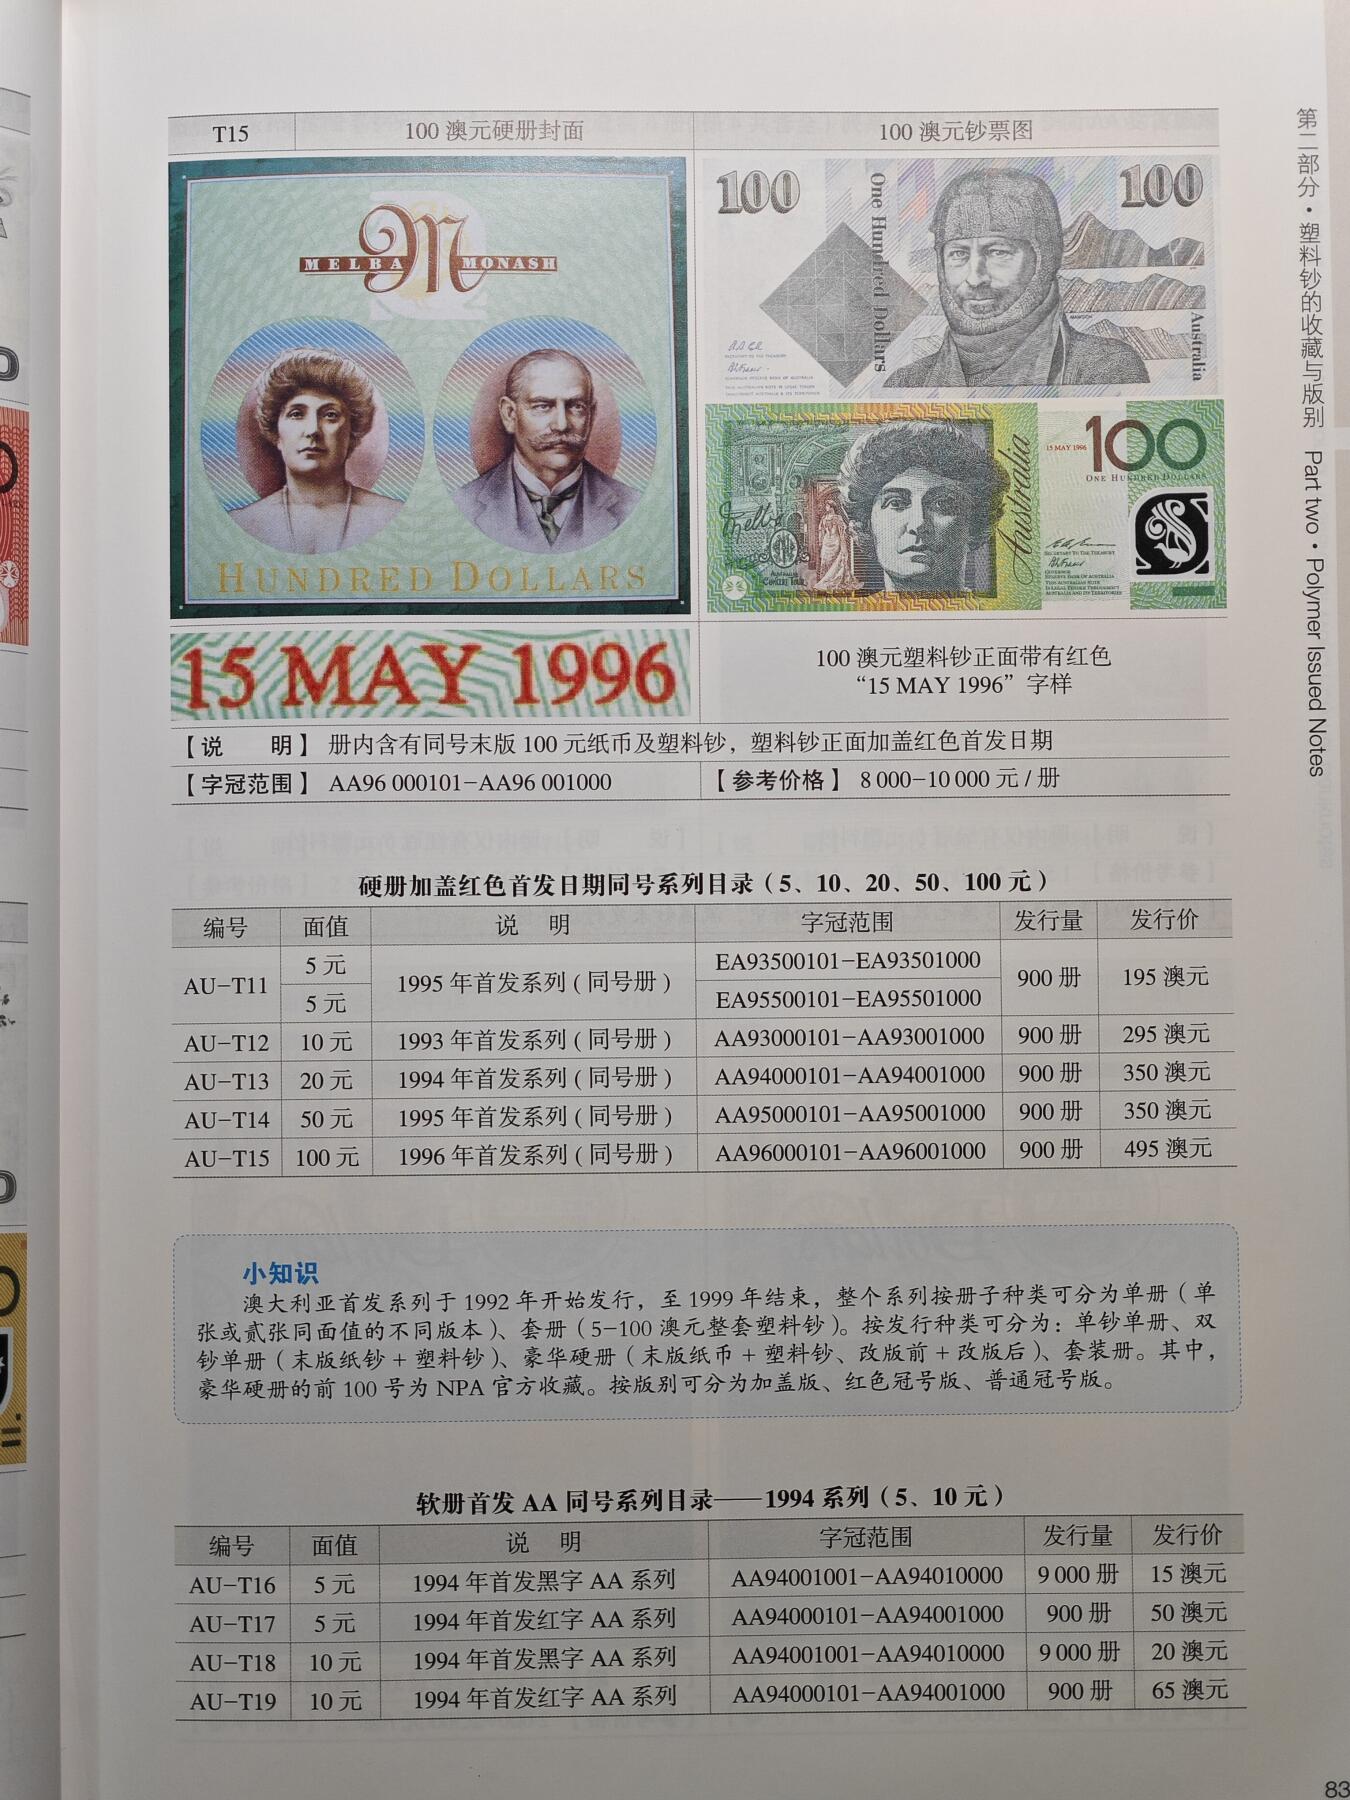 T15
100 澳元硬册封面
100 澳元钞票图
MELBA M MONASH
HUNDRED DOLLARS
100
One Hundred Dollars
100
MAWSON
Australia
Australia
15 MAY 1996
100
ONE HUNDRED DOLLARS
15 MAY 1996
100 澳元塑料钞正面带有红色
“15 MAY 1996”字样
【说 明】 册内含有同号末版 100 元纸币及塑料钞，塑料钞正面加盖红色首发日期
【字冠范围】 AA96 000101-AA96 001000
【参考价格】 8 000-10 000 元 / 册
硬册加盖红色首发日期同号系列目录（5、10、20、50、100 元）
编号 面值 说 明 字冠范围 发行量 发行价
AU-T11 5 元 1995 年首发系列 ( 同号册 ) EA93500101-EA93501000 900 册 195 澳元
5 元 EA95500101-EA95501000
AU-T12 10 元 1993 年首发系列 ( 同号册 ) AA93000101-AA93001000 900 册 295 澳元
AU-T13 20 元 1994 年首发系列 ( 同号册 ) AA94000101-AA94001000 900 册 350 澳元
AU-T14 50 元 1995 年首发系列 ( 同号册 ) AA95000101-AA95001000 900 册 350 澳元
AU-T15 100 元 1996 年首发系列 ( 同号册 ) AA96000101-AA96001000 900 册 495 澳元
小知识
澳大利亚首发系列于 1992 年开始发行，至 1999 年结束，整个系列按册子种类可分为单册（单
张或贰张同面值的不同版本）、套册（5-100 澳元整套塑料钞）。按发行种类可分为：单钞单册、双
钞单册（末版纸钞 + 塑料钞）、豪华硬册（末版纸币 + 塑料钞、改版前 + 改版后）、套装册。其中，
豪华硬册的前 100 号为 NPA 官方收藏。按版别可分为加盖版、红色冠号版、普通冠号版。
软册首发 AA 同号系列目录——1994 系列（5、10 元）
编号 面值 说 明 字冠范围 发行量 发行价
AU-T16 5 元 1994 年首发黑字 AA 系列 AA94001001-AA94010000 9 000 册 15 澳元
AU-T17 5 元 1994 年首发红字 AA 系列 AA94000101-AA94001000 900 册 50 澳元
AU-T18 10 元 1994 年首发黑字 AA 系列 AA94001001-AA94010000 9 000 册 20 澳元
AU-T19 10 元 1994 年首发红字 AA 系列 AA94000101-AA94001000 900 册 65 澳元
第二部分·塑料钞的收藏与版别 Part two·Polymer Issued Notes
83